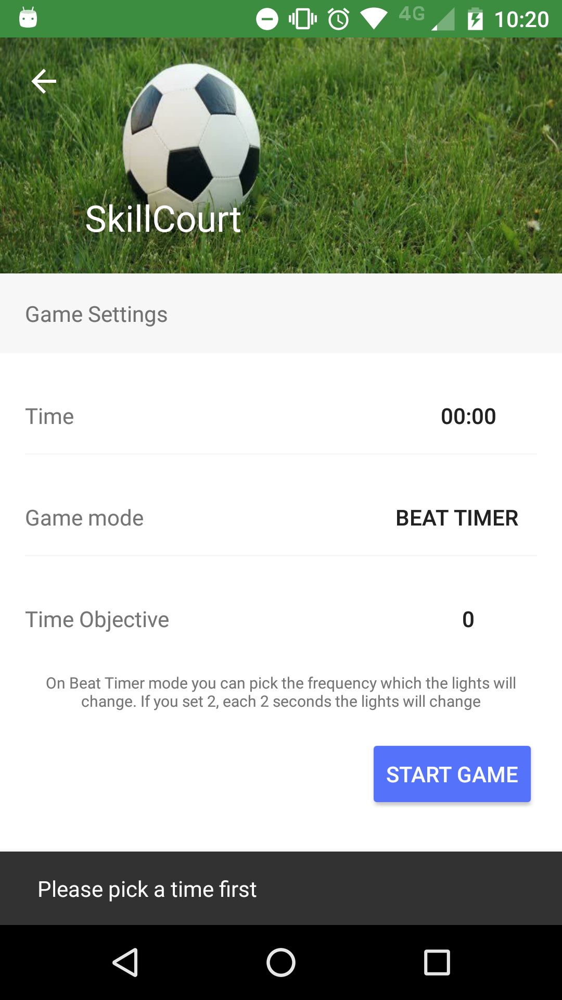 4G 10:20
SkillCourt
Game Settings
Time 00:00
Game mode BEAT TIMER
Time Objective 0
On Beat Timer mode you can pick the frequency which the lights will
change. If you set 2, each 2 seconds the lights will change
START GAME
Please pick a time first